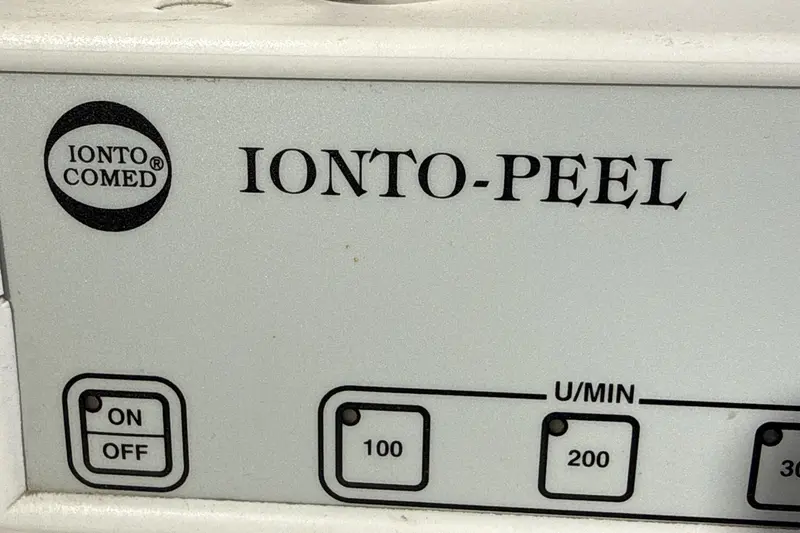 IONTO®
COMED
IONTO-PEEL
U/MIN
ON
OFF
100
200